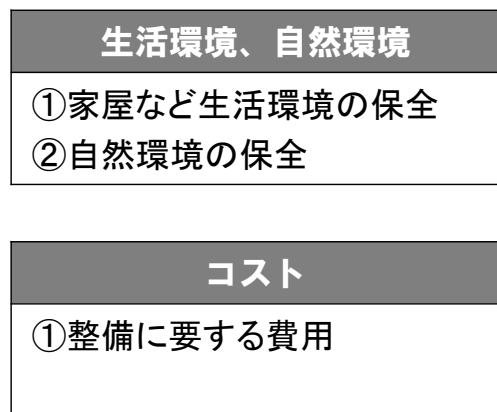 生活環境、自然環境
①家屋など生活環境の保全
②自然環境の保全
コスト
①整備に要する費用